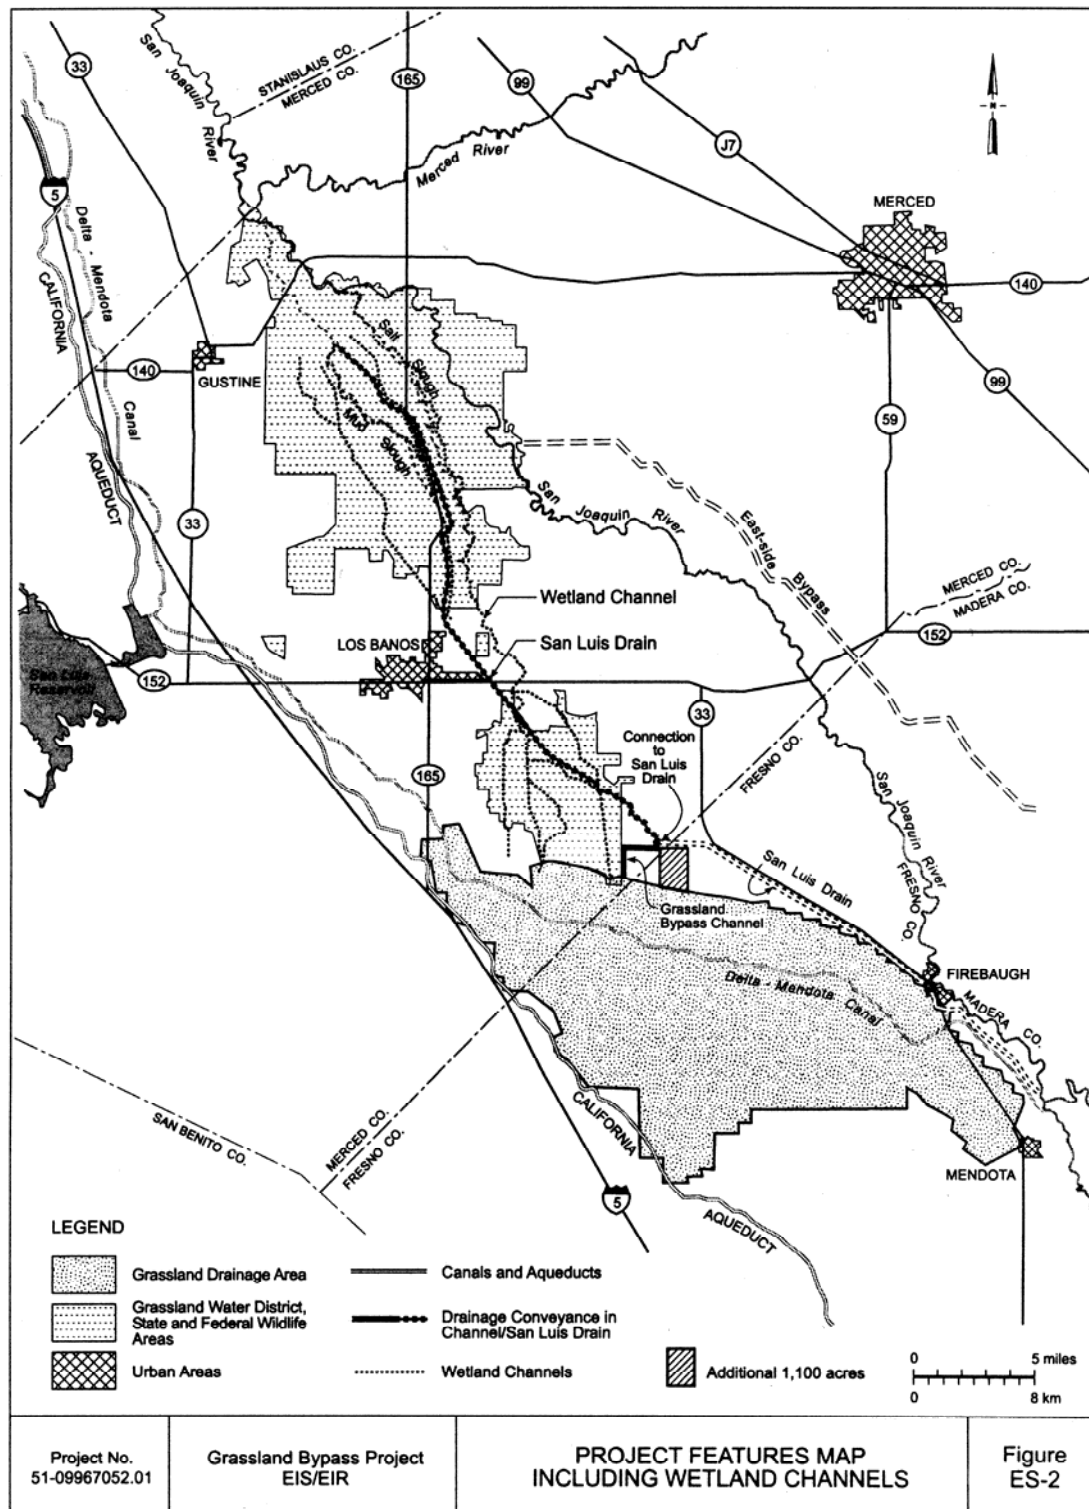 33
San Joaquin River
STANISLAUS CO.
MERCED CO.
165
99
J7
Merced River
N
MERCED
5
Delta - Mendota
Canal
CALIFORNIA
AQUEDUCT
140
GUSTINE
140
Salt Slough
Mud Slough
59
99
33
San Joaquin River
East-side Bypass
MERCED CO.
MADERA CO.
Wetland Channel
LOS BANOS
San Luis Drain
152
San Luis
Reservoir
152
33
Connection
to
San Luis
Drain
165
FRESNO CO.
San Joaquin River
FRESNO CO.
San Luis Drain
Grassland
Bypass Channel
FIREBAUGH
MADERA CO.
Delta - Mendota Canal
SAN BENITO CO.
MERCED CO.
FRESNO CO.
CALIFORNIA
AQUEDUCT
5
MENDOTA
LEGEND
Grassland Drainage Area
Grassland Water District,
State and Federal Wildlife
Areas
Urban Areas
Canals and Aqueducts
Drainage Conveyance in
Channel/San Luis Drain
Wetland Channels
Additional 1,100 acres
0 5 miles
0 8 km
Project No.
51-09967052.01
Grassland Bypass Project
EIS/EIR
PROJECT FEATURES MAP
INCLUDING WETLAND CHANNELS
Figure
ES-2